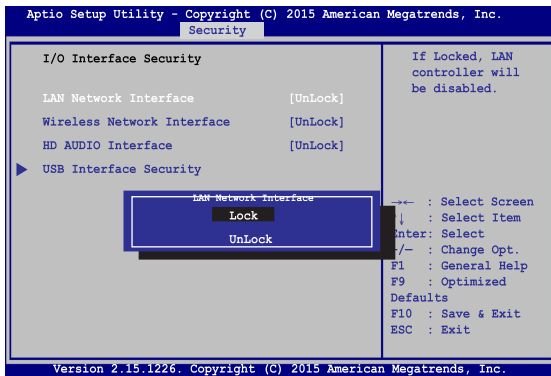 Aptio Setup Utility - Copyright (C) 2015 American Megatrends, Inc.
Security
I/O Interface Security
LAN Network Interface [UnLock]
Wireless Network Interface [UnLock]
HD AUDIO Interface [UnLock]
USB Interface Security
LAN Network Interface
Lock
UnLock
If Locked, LAN
controller will
be disabled.
→← : Select Screen
↓ : Select Item
Enter: Select
+/— : Change Opt.
F1 : General Help
F9 : Optimized
Defaults
F10 : Save & Exit
ESC : Exit
Version 2.15.1226. Copyright (C) 2015 American Megatrends, Inc.